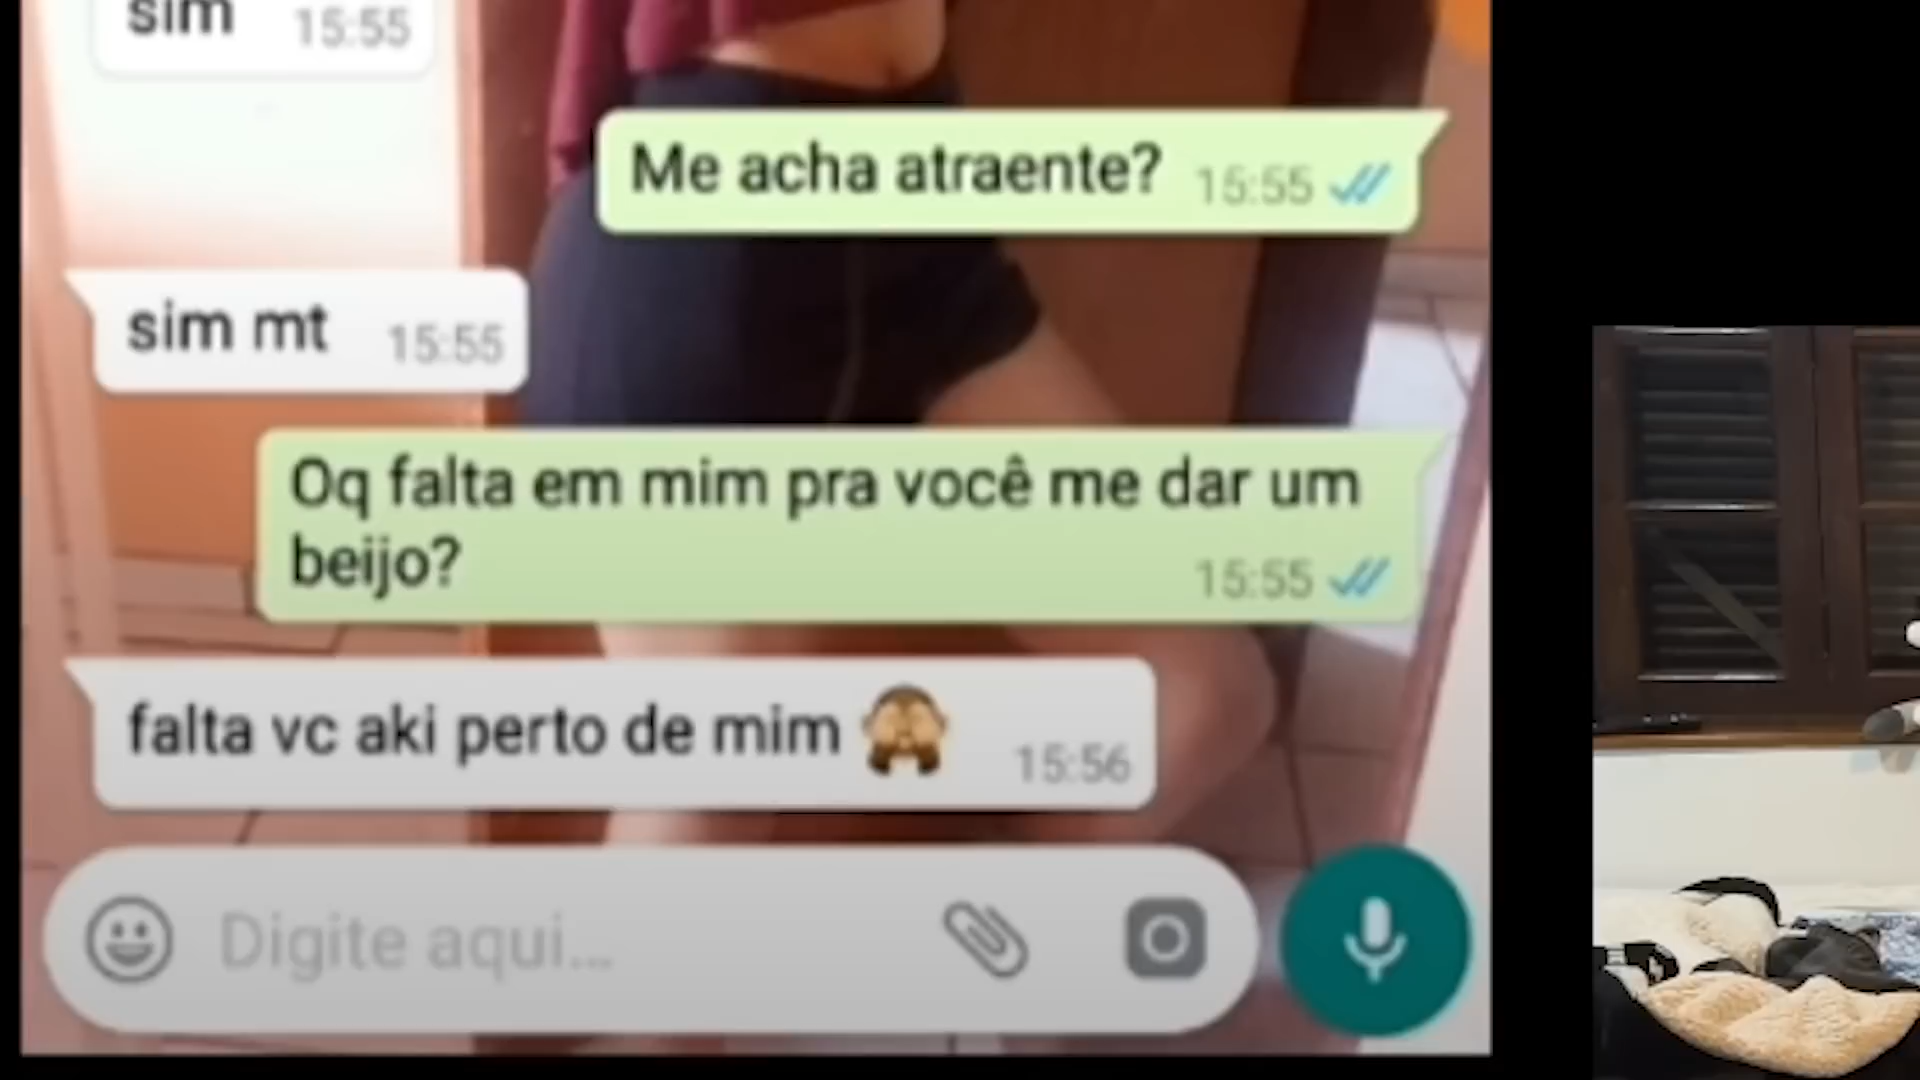 sim 15:55
Me acha atraente? 15:55
sim mt 15:55
Oq falta em mim pra você me dar um
beijo? 15:55
falta vc aki perto de mim 🙈 15:56
Digite aqui...